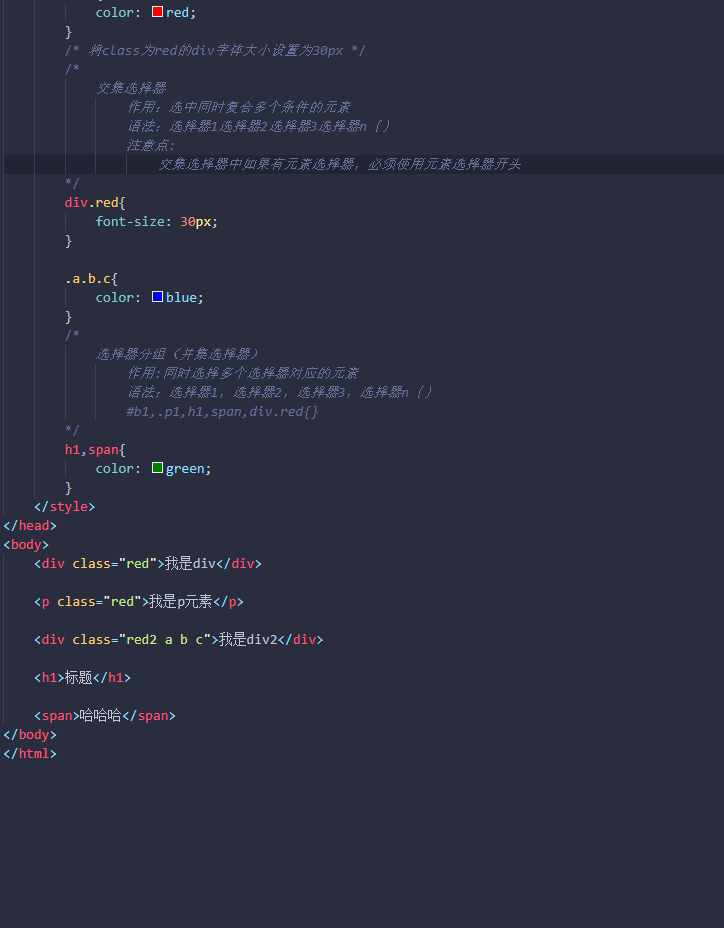 color: red;
}
/* 将class为red的div字体大小设置为30px */
/*
交集选择器
作用：选中同时复合多个条件的元素
语法：选择器1选择器2选择器3选择器n｛｝
注意点：
交集选择器中如果有元素选择器，必须使用元素选择器开头
*/
div.red{
font-size: 30px;
}
.a.b.c{
color: blue;
}
/*
选择器分组（并集选择器）
作用:同时选择多个选择器对应的元素
语法：选择器1，选择器2，选择器3，选择器n｛｝
#b1,.p1,h1,span,div.red{}
*/
h1,span{
color: green;
}
</style>
</head>
<body>
<div class="red">我是div</div>
<p class="red">我是p元素</p>
<div class="red2 a b c">我是div2</div>
<h1>标题</h1>
<span>哈哈哈</span>
</body>
</html>